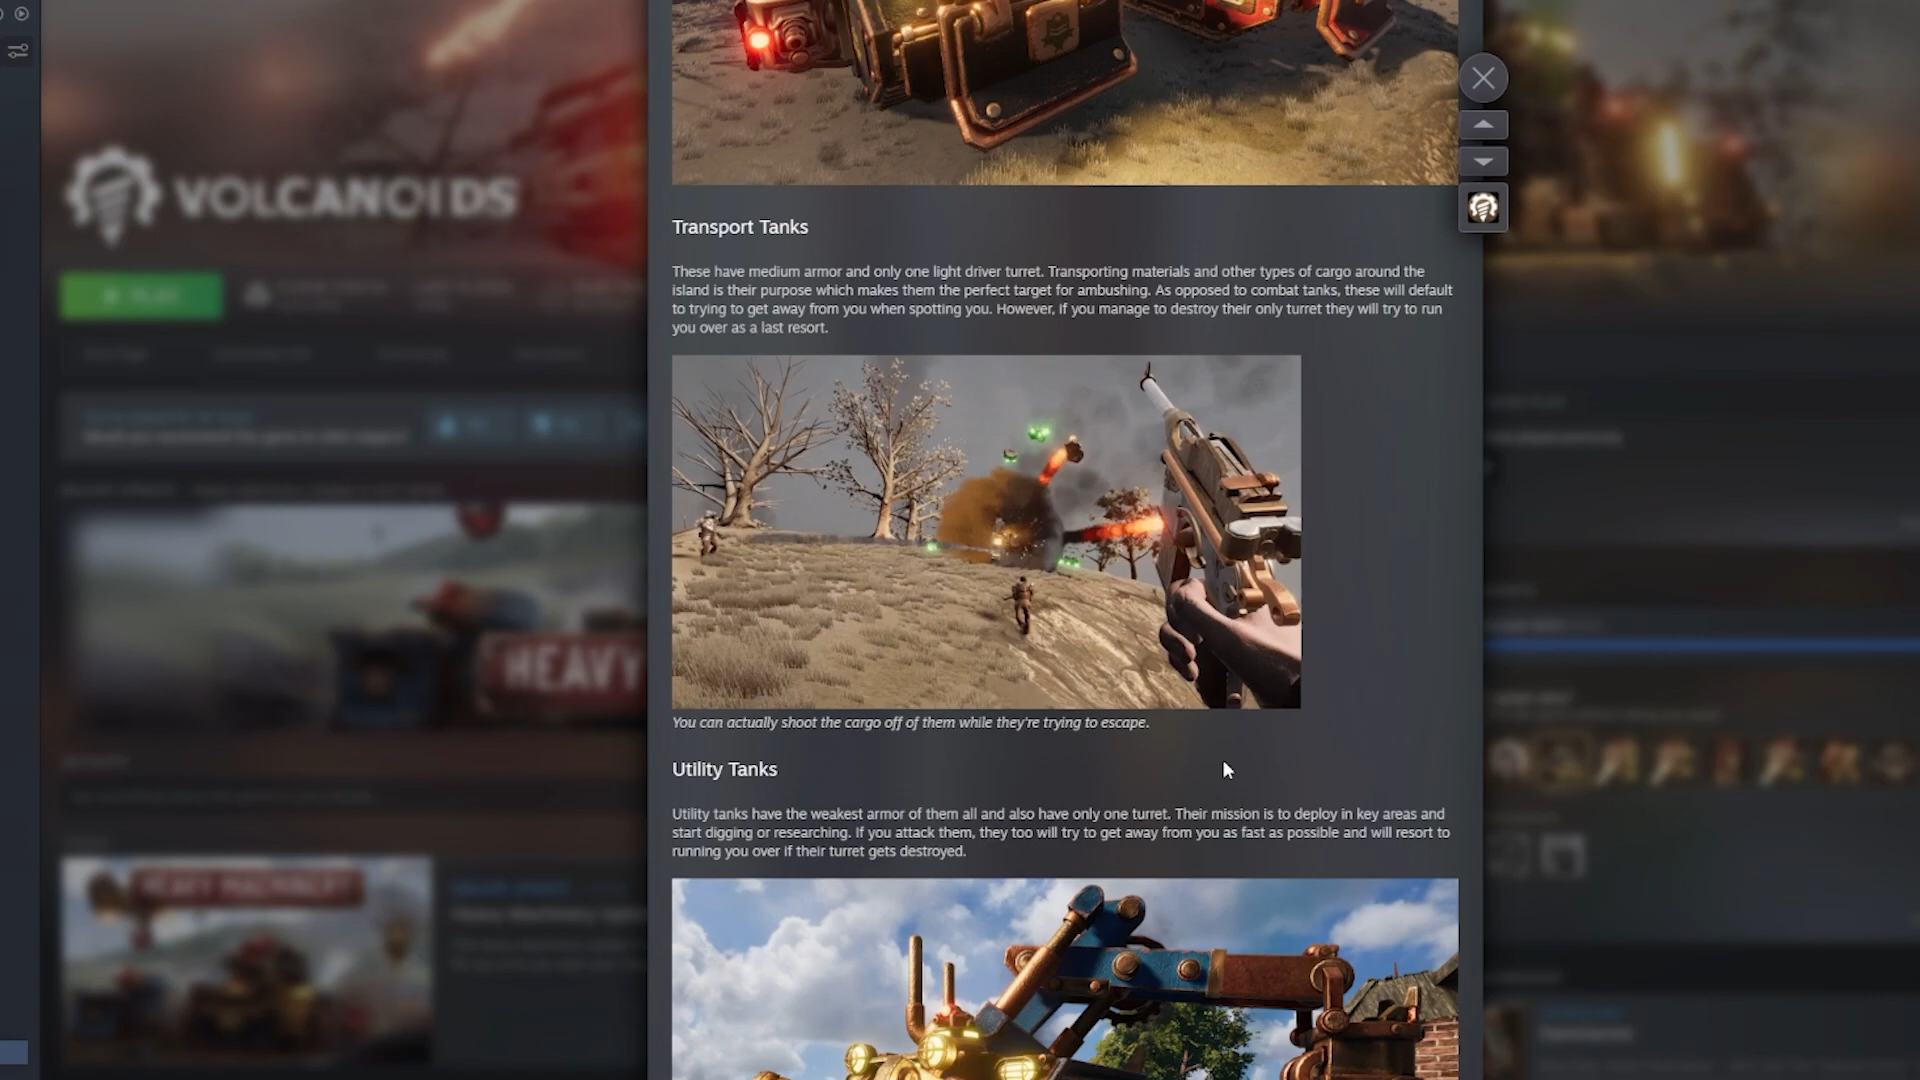 VOLCANOIDS
PLAY
HEAVY
HEAVY MACHINERY
Transport Tanks
These have medium armor and only one light driver turret. Transporting materials and other types of cargo around the
island is their purpose which makes them the perfect target for ambushing. As opposed to combat tanks, these will default
to trying to get away from you when spotting you. However, if you manage to destroy their only turret they will try to run
you over as a last resort.
You can actually shoot the cargo off of them while they're trying to escape.
Utility Tanks
Utility tanks have the weakest armor of them all and also have only one turret. Their mission is to deploy in key areas and
start digging or researching. If you attack them, they too will try to get away from you as fast as possible and will resort to
running you over if their turret gets destroyed.